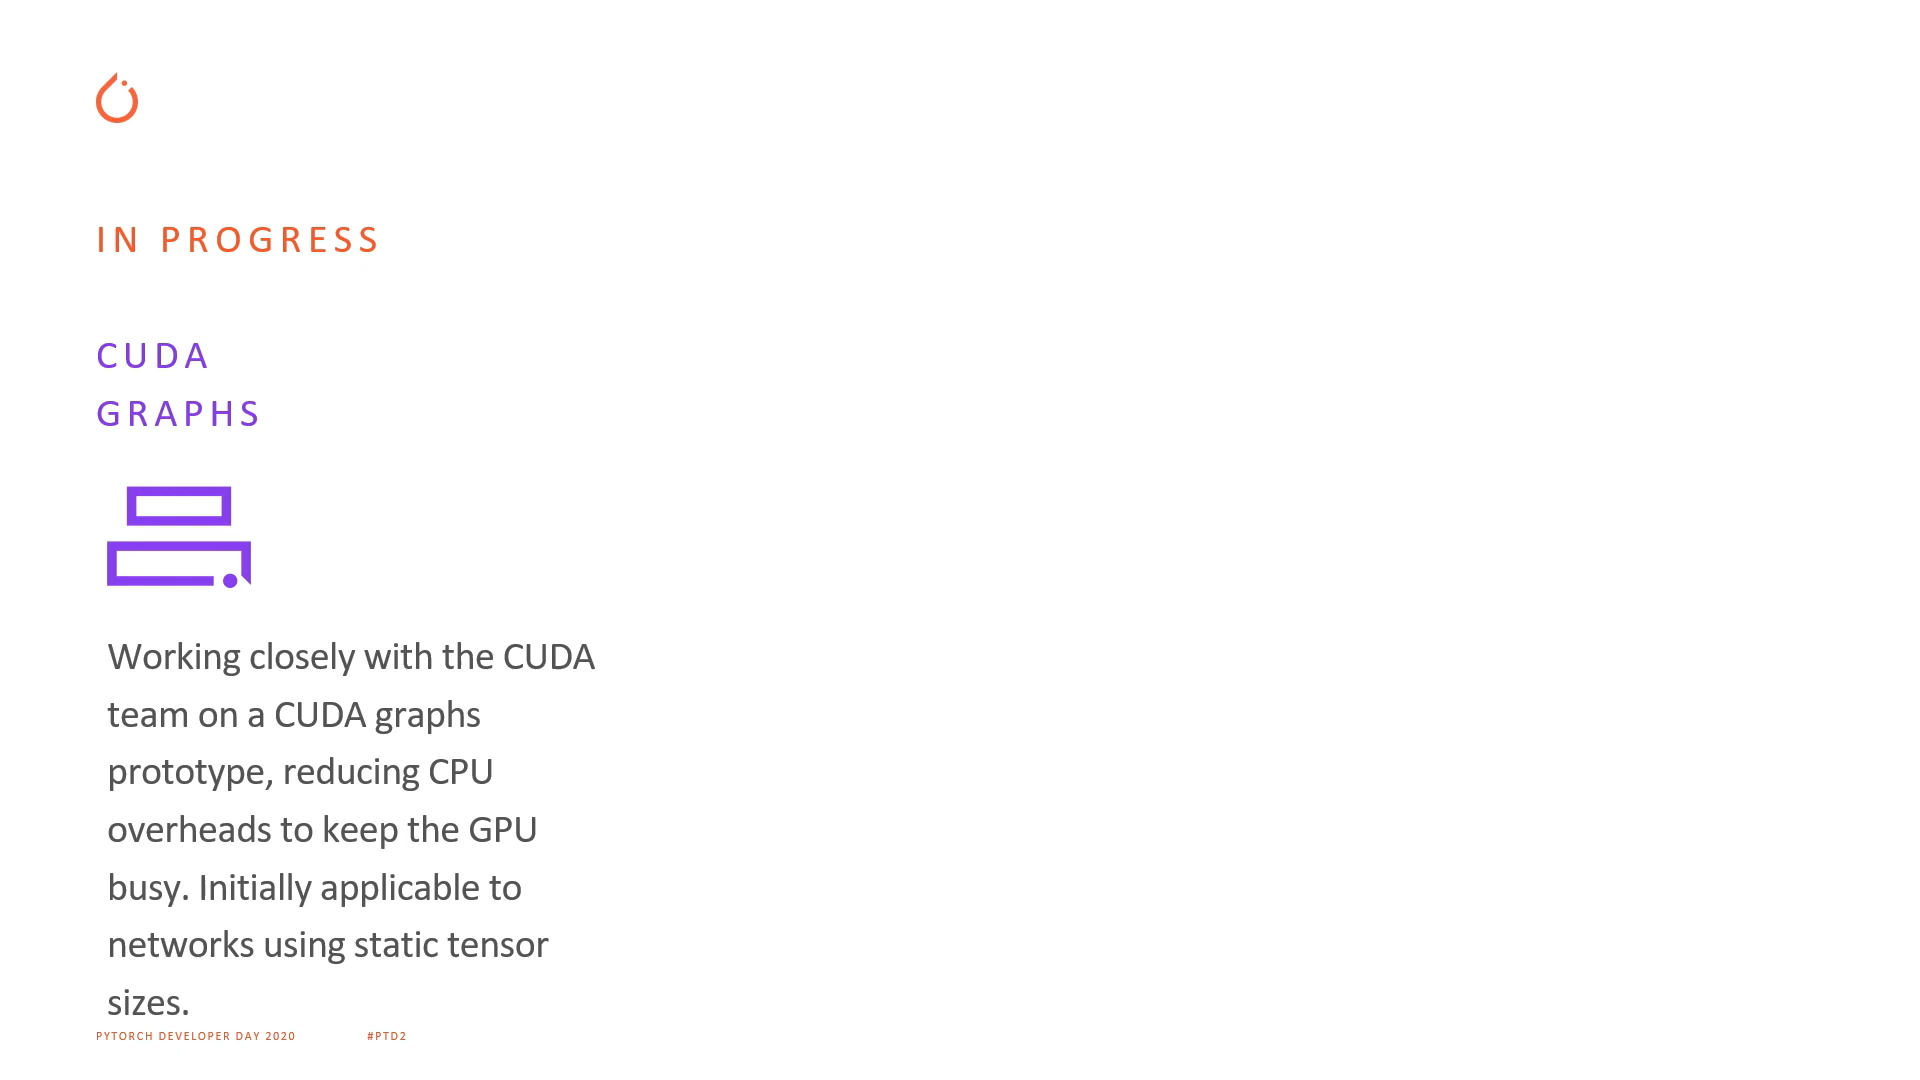 IN PROGRESS
CUDA
GRAPHS
Working closely with the CUDA
team on a CUDA graphs
prototype, reducing CPU
overheads to keep the GPU
busy. Initially applicable to
networks using static tensor
sizes.
PYTORCH DEVELOPER DAY 2020 #PTD2